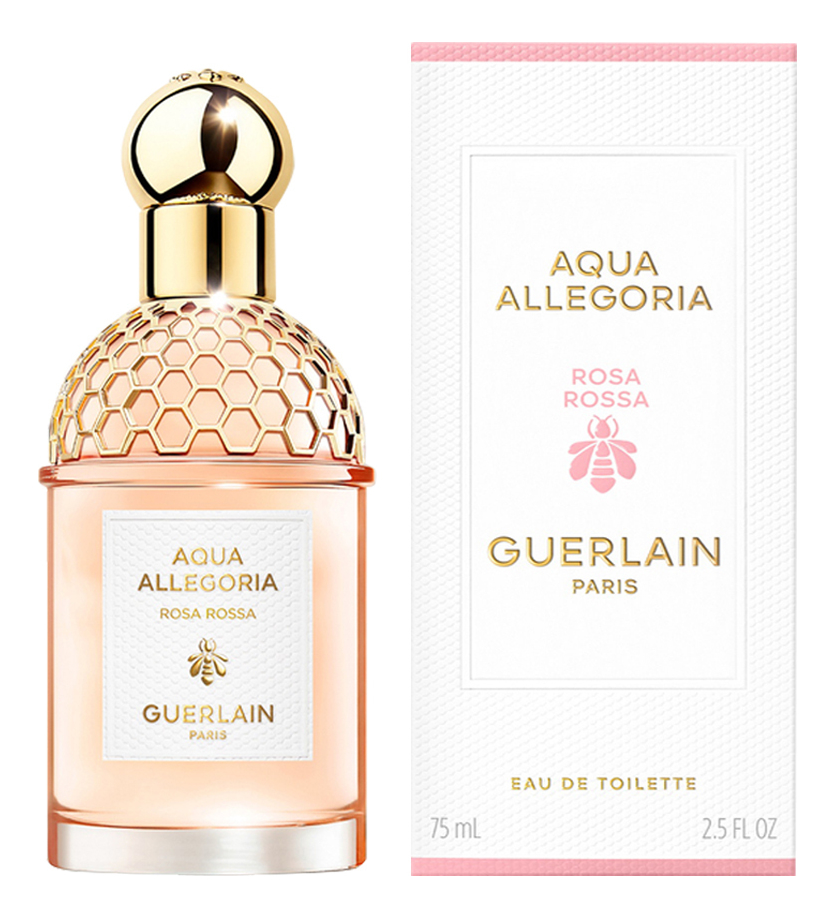 AQUA
ALLEGORIA
ROSA ROSSA
GUERLAIN
PARIS
AQUA
ALLEGORIA
ROSA
ROSSA
GUERLAIN
PARIS
EAU DE TOILETTE
75 mL
2.5 FL OZ